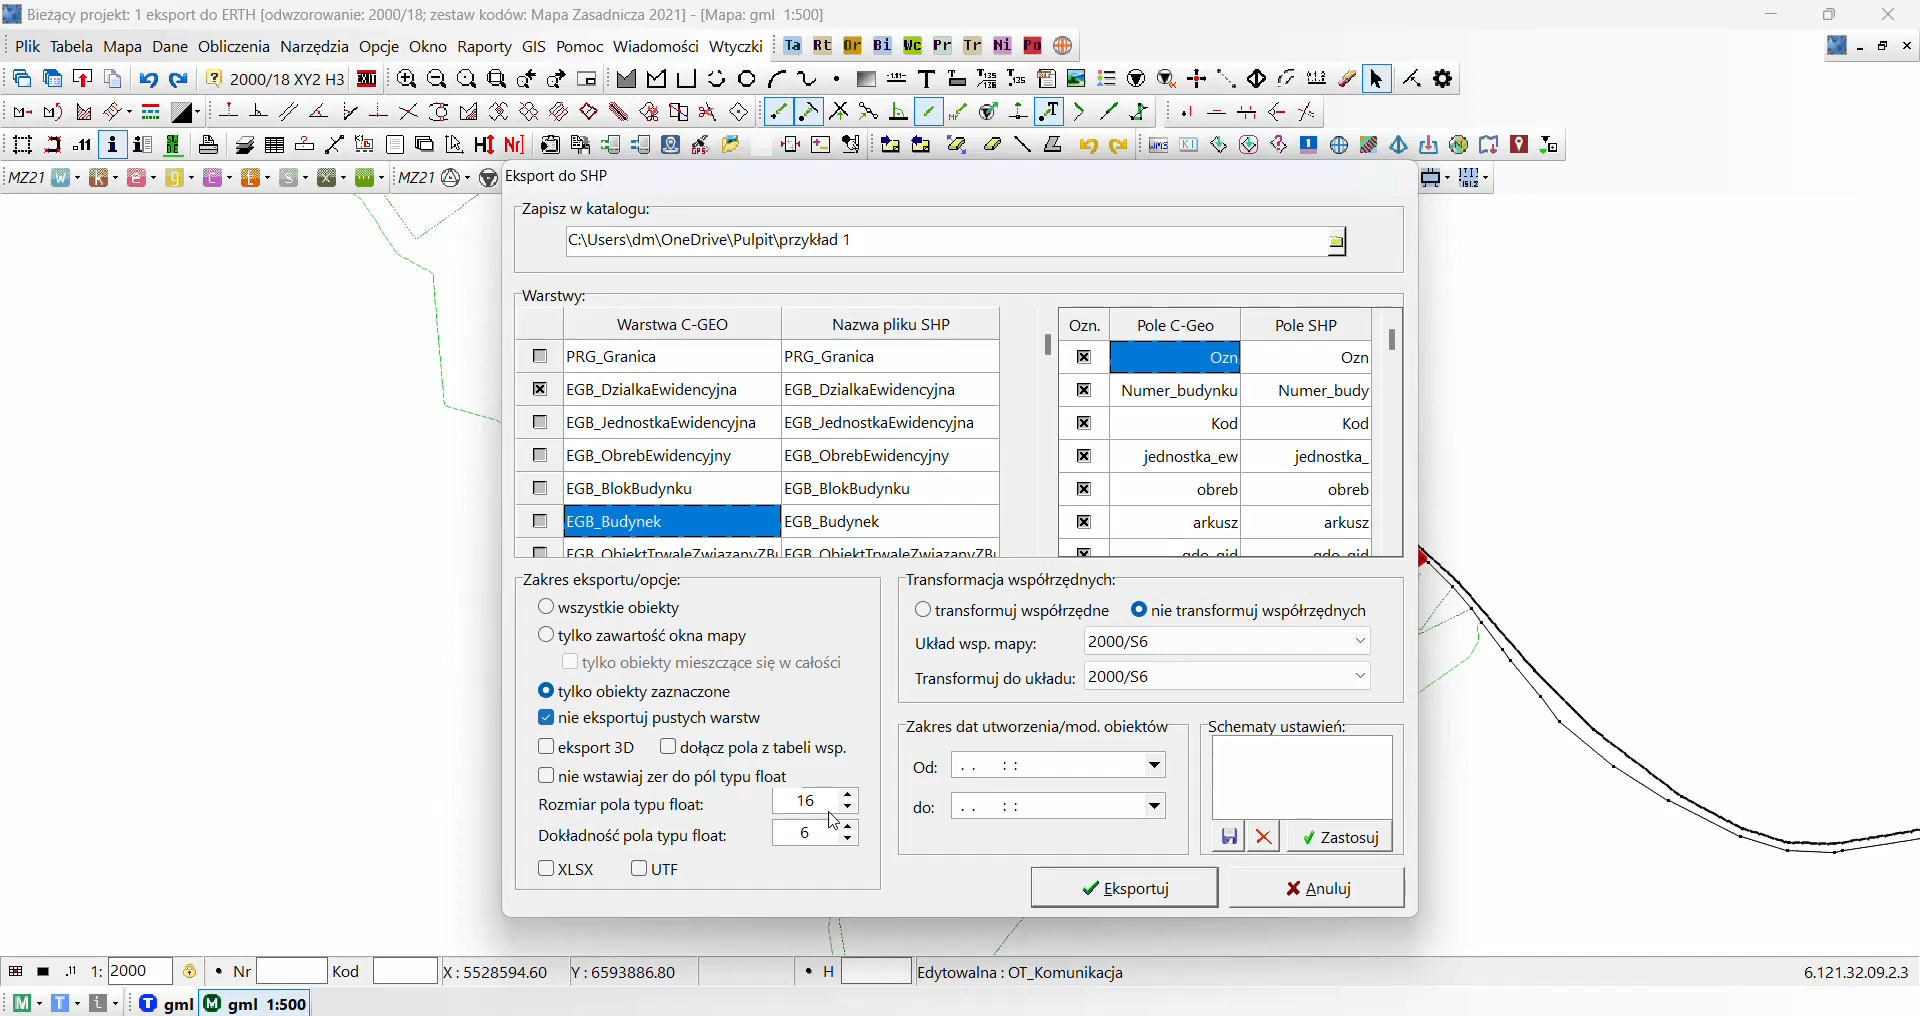 Bieżący projekt: 1 eksport do ERTH [odwzorowanie: 2000/18; zestaw kodów: Mapa Zasadnicza 2021] - [Mapa: gml 1:500]
Plik Tabela Mapa Dane Obliczenia Narzędzia Opcje Okno Raporty GIS Pomoc Wiadomości Wtyczki Ta Rt Or Bi Wc Pr Tr Ni Po
2000/18 XY2 H3
MZ21 w k e g c t s x m MZ21
Eksport do SHP
Zapisz w katalogu:
C:\Users\dm\OneDrive\Pulpit\przykład 1
Warstwy:
Warstwa C-GEO Nazwa pliku SHP Ozn. Pole C-Geo Pole SHP
PRG_Granica PRG_Granica Ozn Ozn
EGB_DzialkaEwidencyjna EGB_DzialkaEwidencyjna Numer_budynku Numer_budy
EGB_JednostkaEwidencyjna EGB_JednostkaEwidencyjna Kod Kod
EGB_ObrebEwidencyjny EGB_ObrebEwidencyjny jednostka_ew jednostka_
EGB_BlokBudynku EGB_BlokBudynku obreb obreb
EGB_Budynek EGB_Budynek arkusz arkusz
Zakres eksportu/opcje: Transformacja współrzędnych:
wszystkie obiekty transformuj współrzędne nie transformuj współrzędnych
tylko zawartość okna mapy Układ wsp. mapy: 2000/S6
tylko obiekty mieszczące się w całości
Transformuj do układu: 2000/S6
tylko obiekty zaznaczone
nie eksportuj pustych warstw Zakres dat utworzenia/mod. obiektów Schematy ustawień:
eksport 3D dołącz pola z tabeli wsp.
Od: . . : :
nie wstawiaj zer do pól typu float
Rozmiar pola typu float: 16 do: . . : :
Dokładność pola typu float: 6 Zastosuj
XLSX UTF
Eksportuj Anuluj
1: 2000 Nr Kod X : 5528594.60 Y : 6593886.80 H Edytowalna : OT_Komunikacja 6.121.32.09.2.3
M T i T gml M gml 1:500